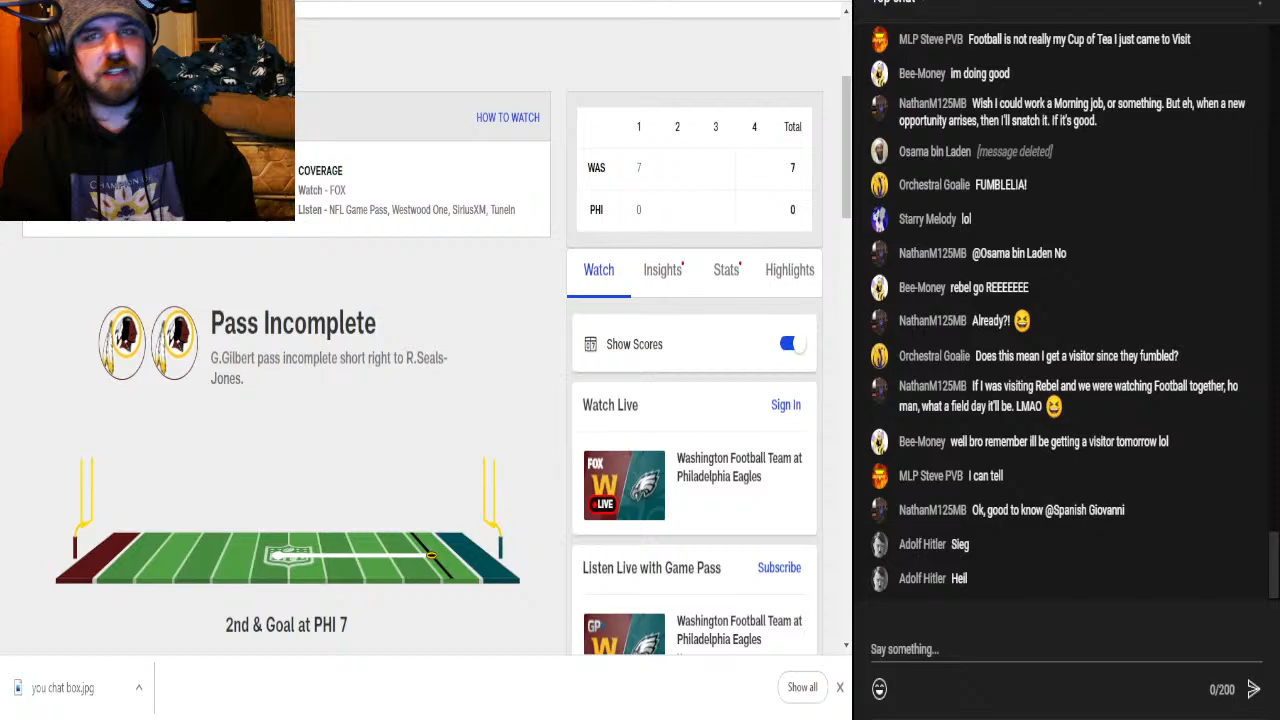 HOW TO WATCH
COVERAGE
Watch - FOX
Listen - NFL Game Pass, Westwood One, SiriusXM, TuneIn
Pass Incomplete
G.Gilbert pass incomplete short right to R.Seals-
Jones.
2nd & Goal at PHI 7
1 2 3 4 Total
WAS 7 7
PHI 0 0
Watch Insights Stats Highlights
Show Scores
Watch Live Sign In
FOX
W
LIVE
Washington Football Team at
Philadelphia Eagles
Listen Live with Game Pass Subscribe
GP
W
Washington Football Team at
Philadelphia Eagles
you chat box.jpg
Show all
MLP Steve PVB Football is not really my Cup of Tea I just came to Visit
Bee-Money im doing good
NathanM125MB Wish I could work a Morning job, or something. But eh, when a new
opportunity arrises, then I'll snatch it. If it's good.
Osama bin Laden [message deleted]
Orchestral Goalie FUMBLELIA!
Starry Melody lol
NathanM125MB @Osama bin Laden No
Bee-Money rebel go REEEEEEE
NathanM125MB Already?! 😆
Orchestral Goalie Does this mean I get a visitor since they fumbled?
NathanM125MB If I was visiting Rebel and we were watching Football together, ho
man, what a field day it'll be. LMAO 😆
Bee-Money well bro remember ill be getting a visitor tomorrow lol
MLP Steve PVB I can tell
NathanM125MB Ok, good to know @Spanish Giovanni
Adolf Hitler Sieg
Adolf Hitler Heil
Say something...
0/200